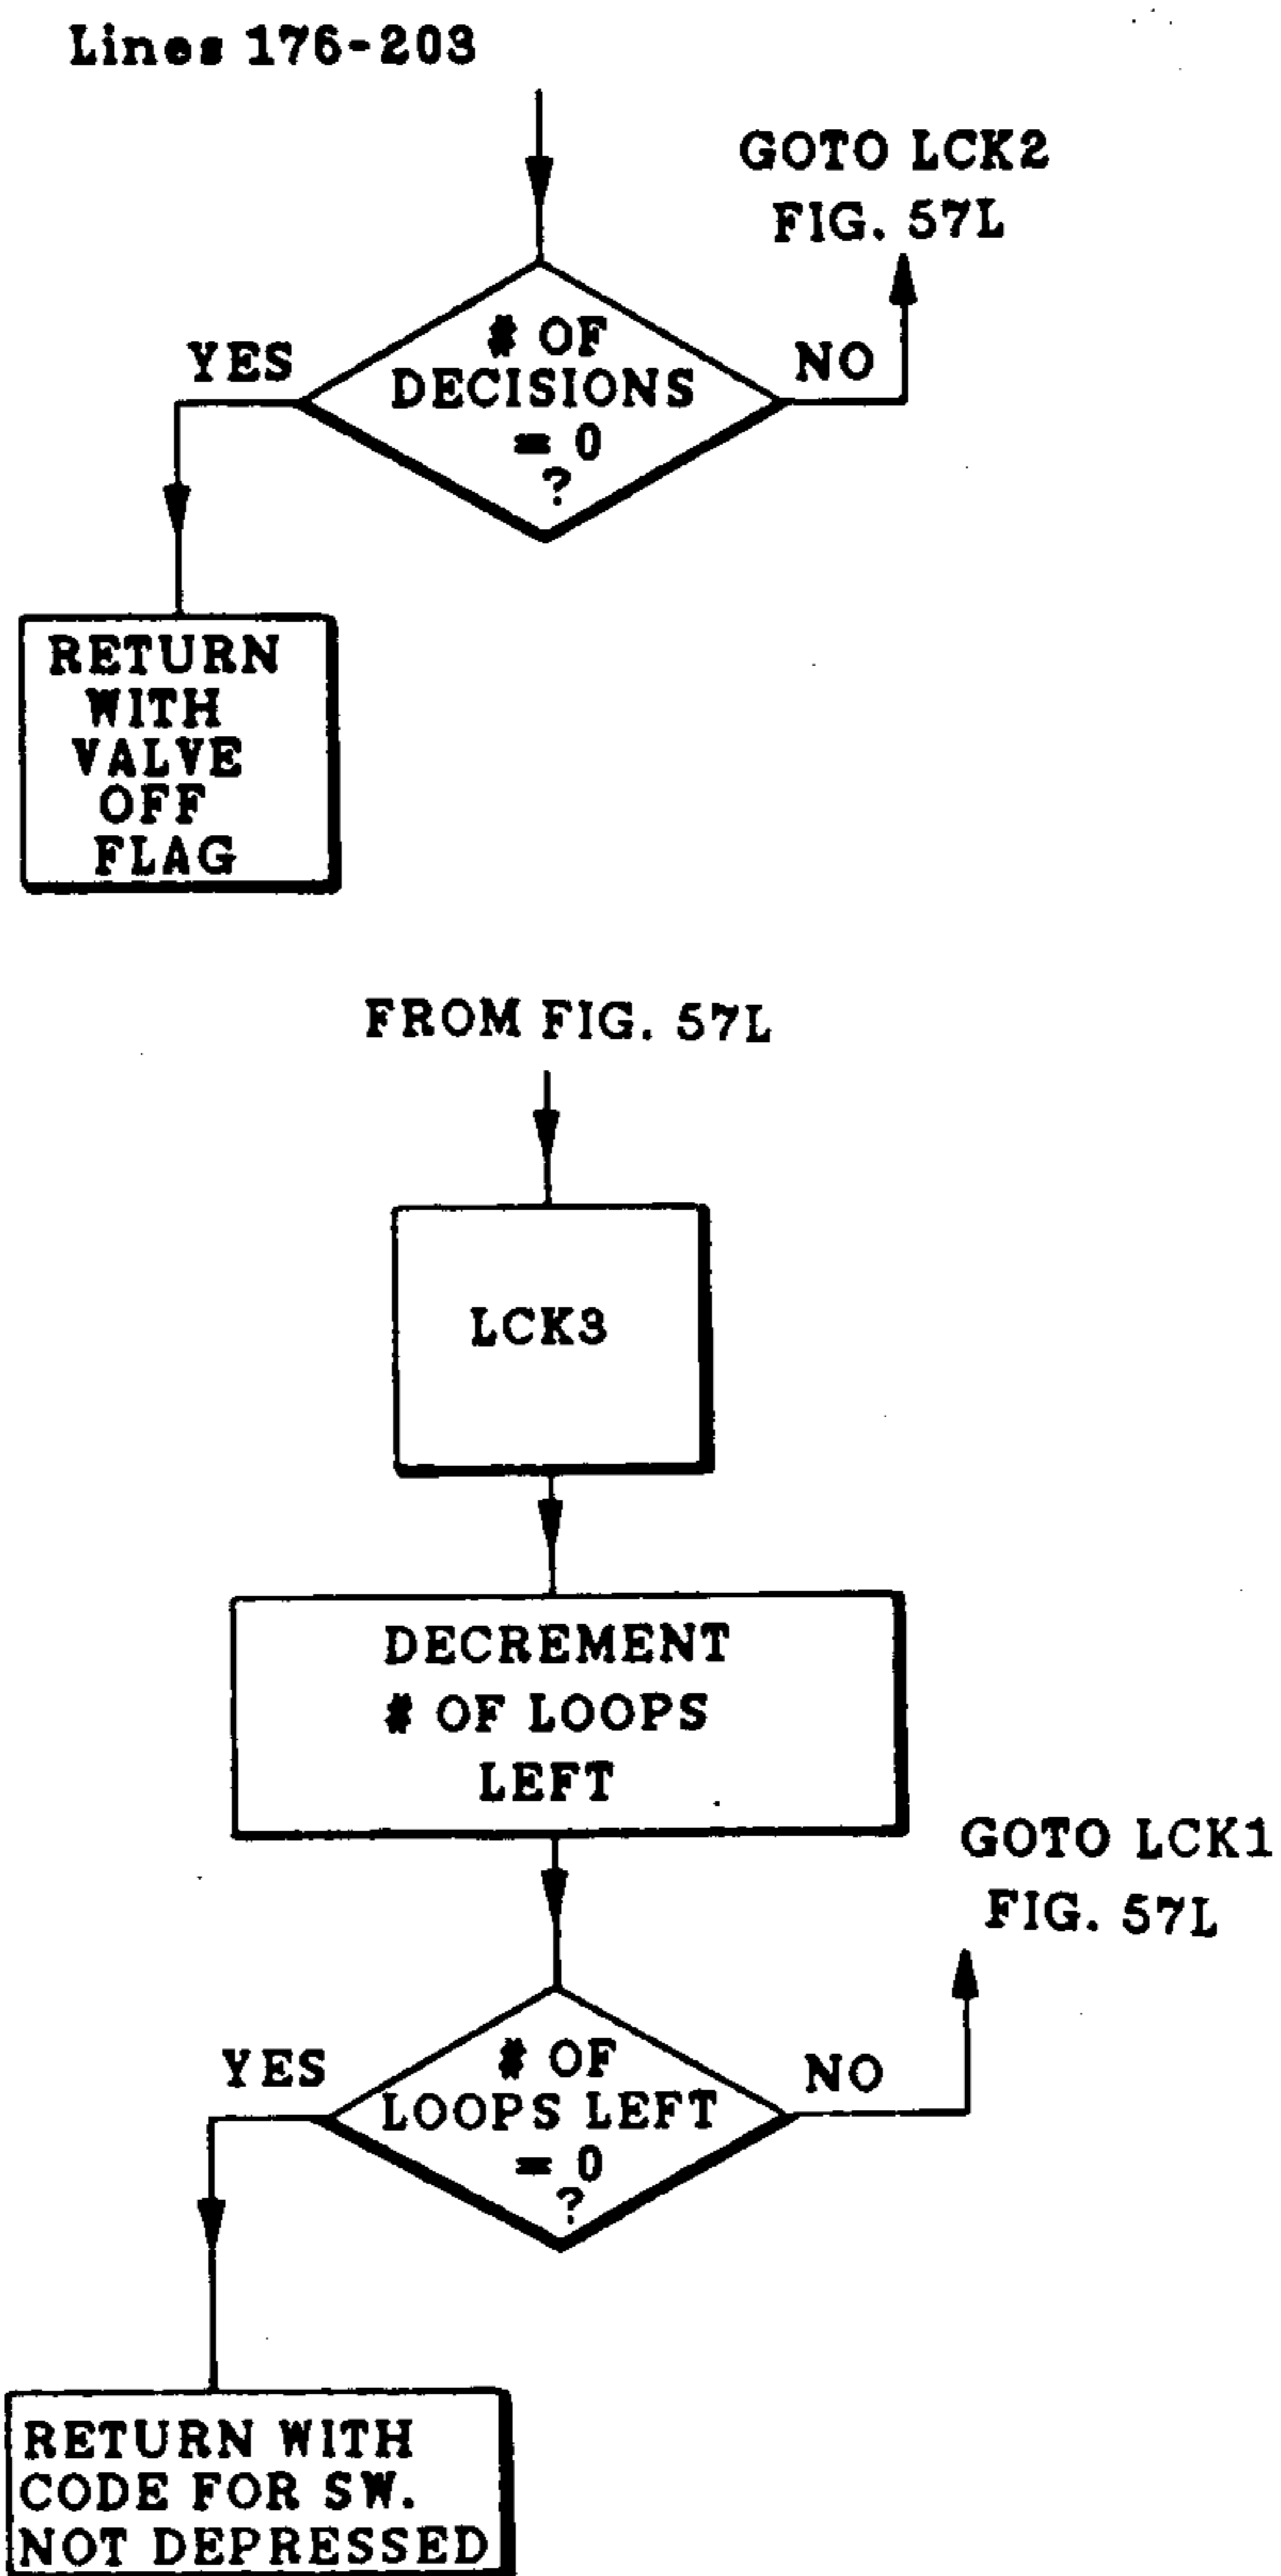 Lines 176-203
GOTO LCK2
FIG. 57L
# OF
DECISIONS
= 0
?
YES
NO
RETURN
WITH
VALVE
OFF
FLAG
FROM FIG. 57L
LCK3
DECREMENT
# OF LOOPS
LEFT
GOTO LCK1
FIG. 57L
# OF
LOOPS LEFT
= 0
?
YES
NO
RETURN WITH
CODE FOR SW.
NOT DEPRESSED